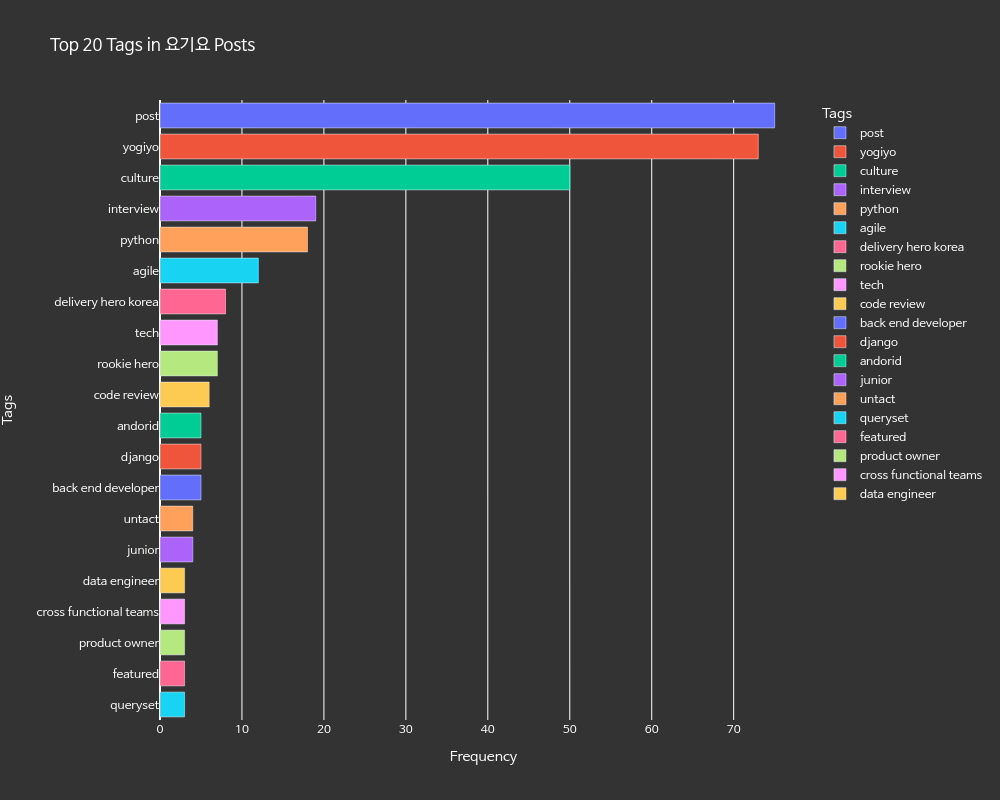 Top 20 Tags in 요기요 Posts
Tags
post
yogiyo
culture
interview
python
agile
delivery hero korea
tech
rookie hero
code review
andorid
django
back end developer
untact
junior
data engineer
cross functional teams
product owner
featured
queryset
0 10 20 30 40 50 60 70
Frequency
Tags
post
yogiyo
culture
interview
python
agile
delivery hero korea
rookie hero
tech
code review
back end developer
django
andorid
junior
untact
queryset
featured
product owner
cross functional teams
data engineer